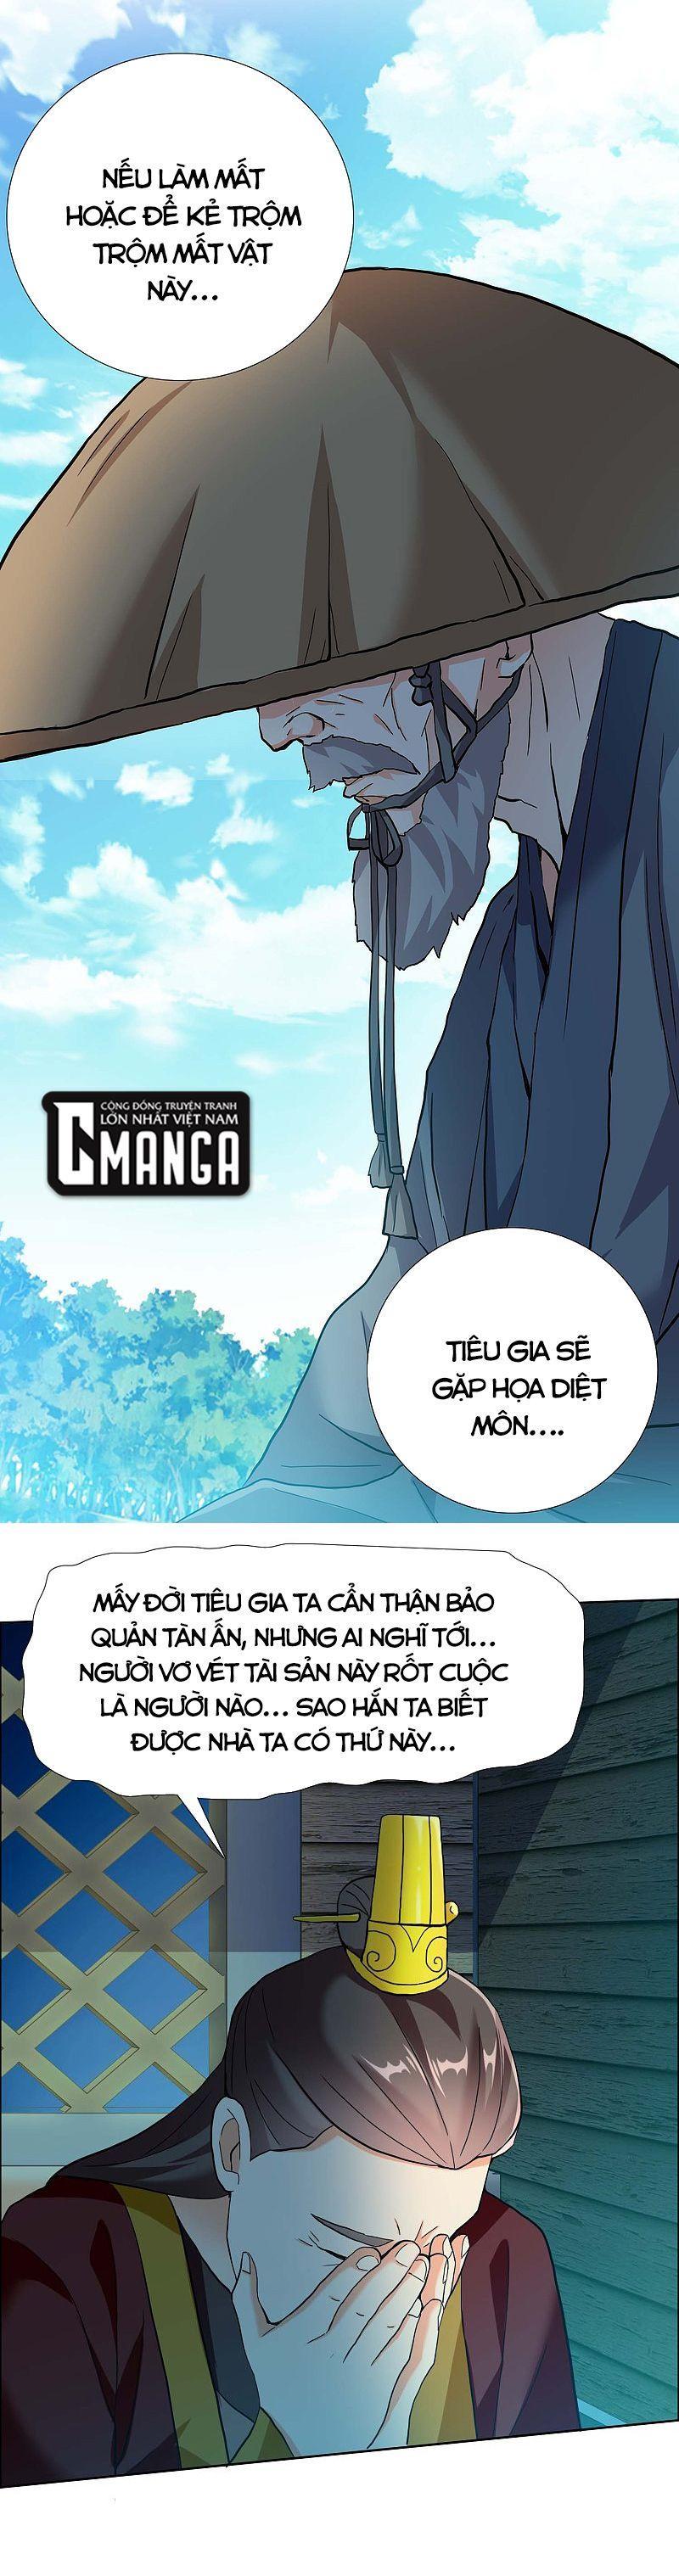 NẾU LÀM MẤT
HOẶC ĐỂ KẺ TRỘM
TRỘM MẤT VẬT
NÀY...
CỘNG ĐỒNG TRUYỆN TRANH
LỚN NHẤT VIỆT NAM
CMANGA
TIÊU GIA SẼ
GẶP HỌA DIỆT
MÔN....
MẤY ĐỜI TIÊU GIA TA CẨN THẬN BẢO
QUẢN TÀN ẤN, NHƯNG AI NGHĨ TỚI...
NGƯỜI VƠ VÉT TÀI SẢN NÀY RỐT CUỘC
LÀ NGƯỜI NÀO... SAO HẮN TA BIẾT
ĐƯỢC NHÀ TA CÓ THỨ NÀY...